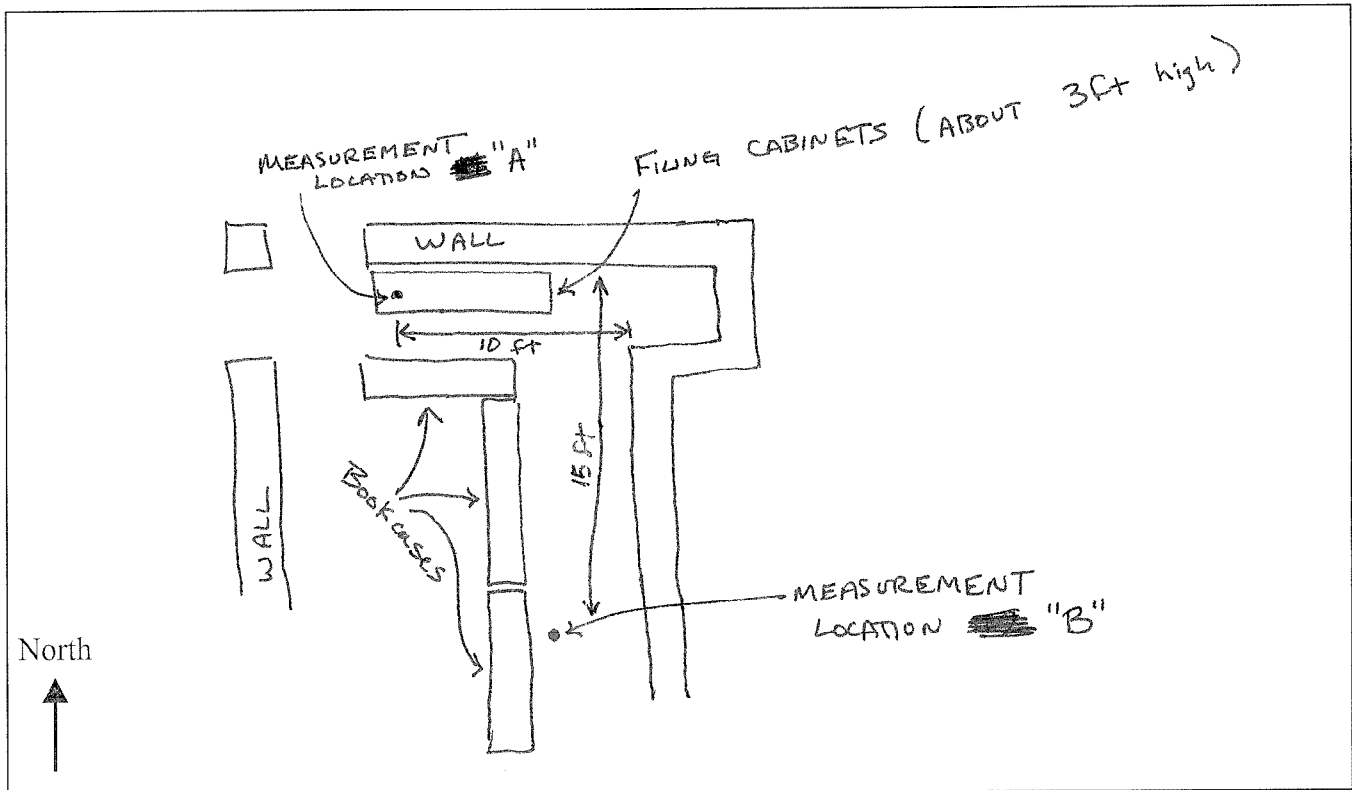 MEASUREMENT
LOCATION "A"
FILING CABINETS (ABOUT 3ft high)
WALL
10 ft
15 ft
Bookcases
WALL
MEASUREMENT
LOCATION "B"
North